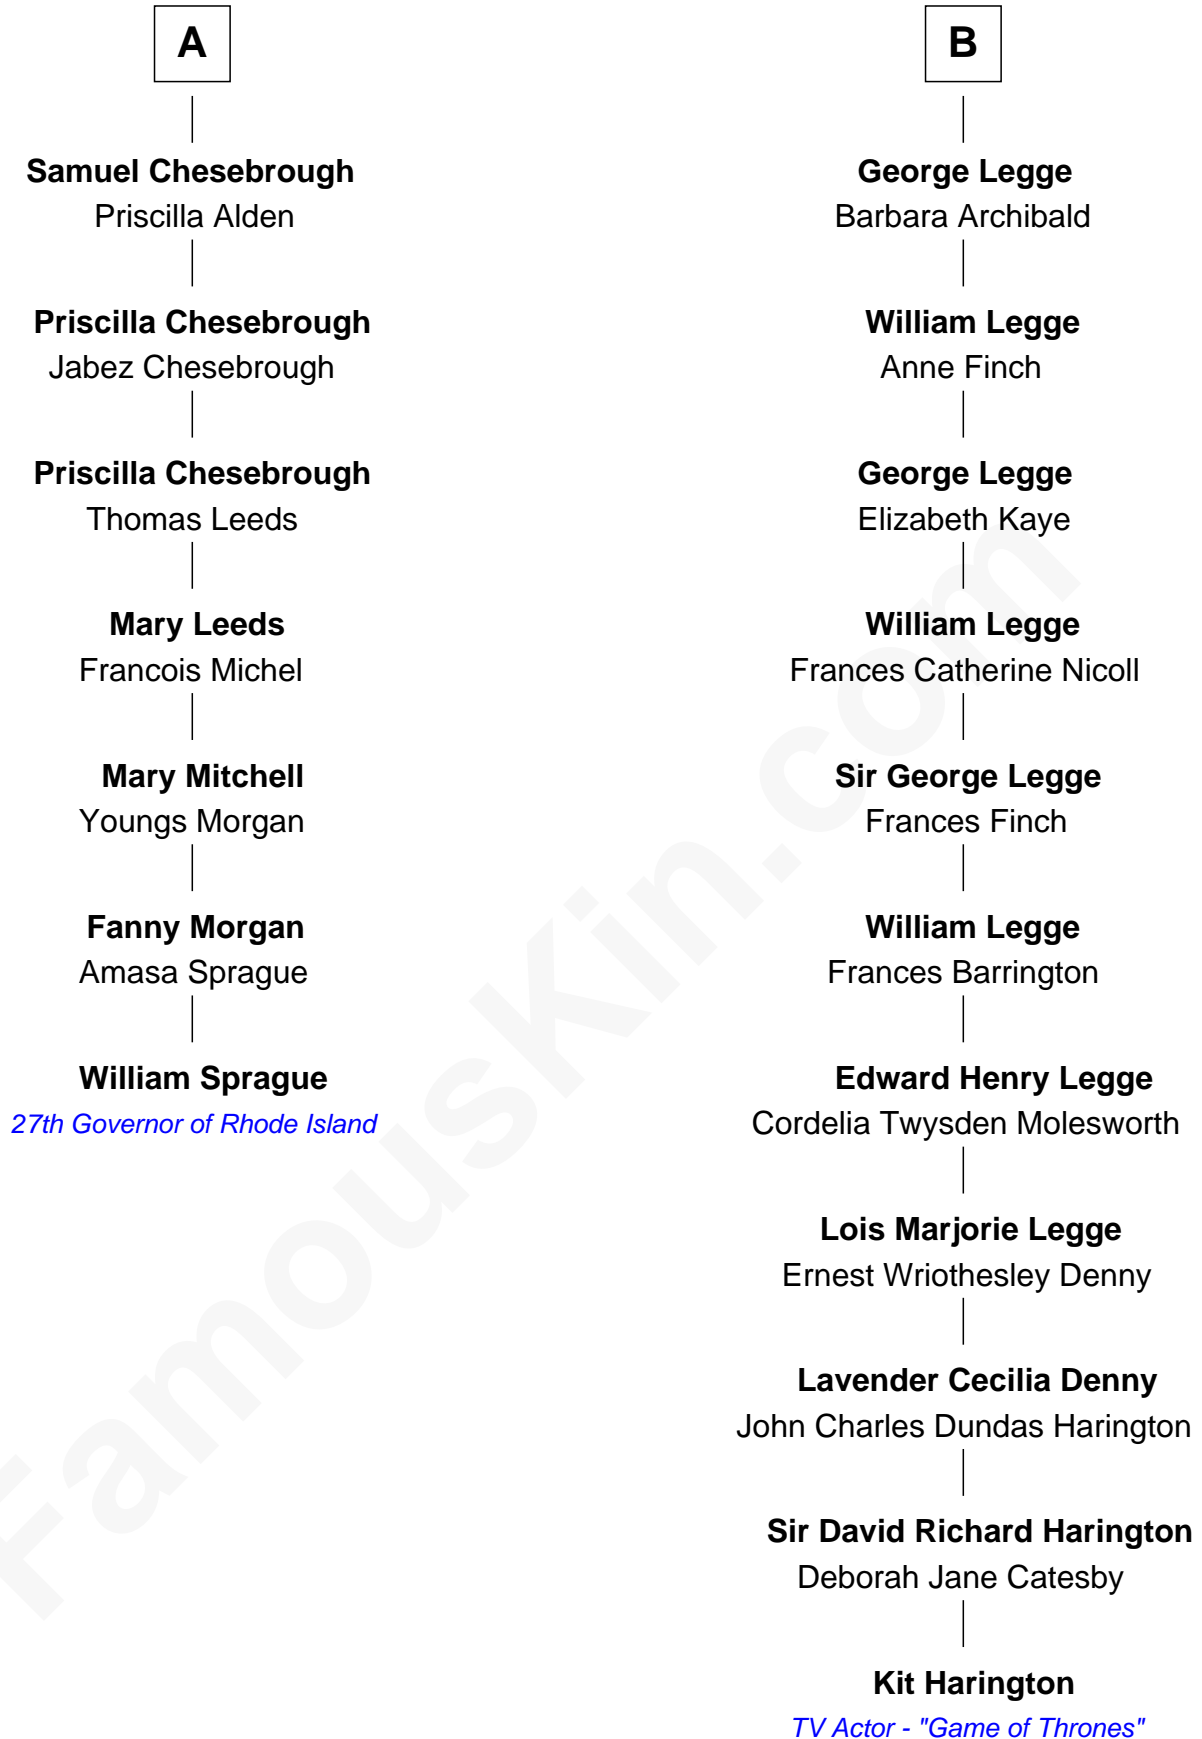 A
Samuel Chesebrough
Priscilla Alden
Priscilla Chesebrough
Jabez Chesebrough
Priscilla Chesebrough
Thomas Leeds
Mary Leeds
Francois Michel
Mary Mitchell
Youngs Morgan
Fanny Morgan
Amasa Sprague
William Sprague
27th Governor of Rhode Island
B
George Legge
Barbara Archibald
William Legge
Anne Finch
George Legge
Elizabeth Kaye
William Legge
Frances Catherine Nicoll
Sir George Legge
Frances Finch
William Legge
Frances Barrington
Edward Henry Legge
Cordelia Twysden Molesworth
Lois Marjorie Legge
Ernest Wriothesley Denny
Lavender Cecilia Denny
John Charles Dundas Harington
Sir David Richard Harington
Deborah Jane Catesby
Kit Harington
TV Actor - "Game of Thrones"
FamousKin.com